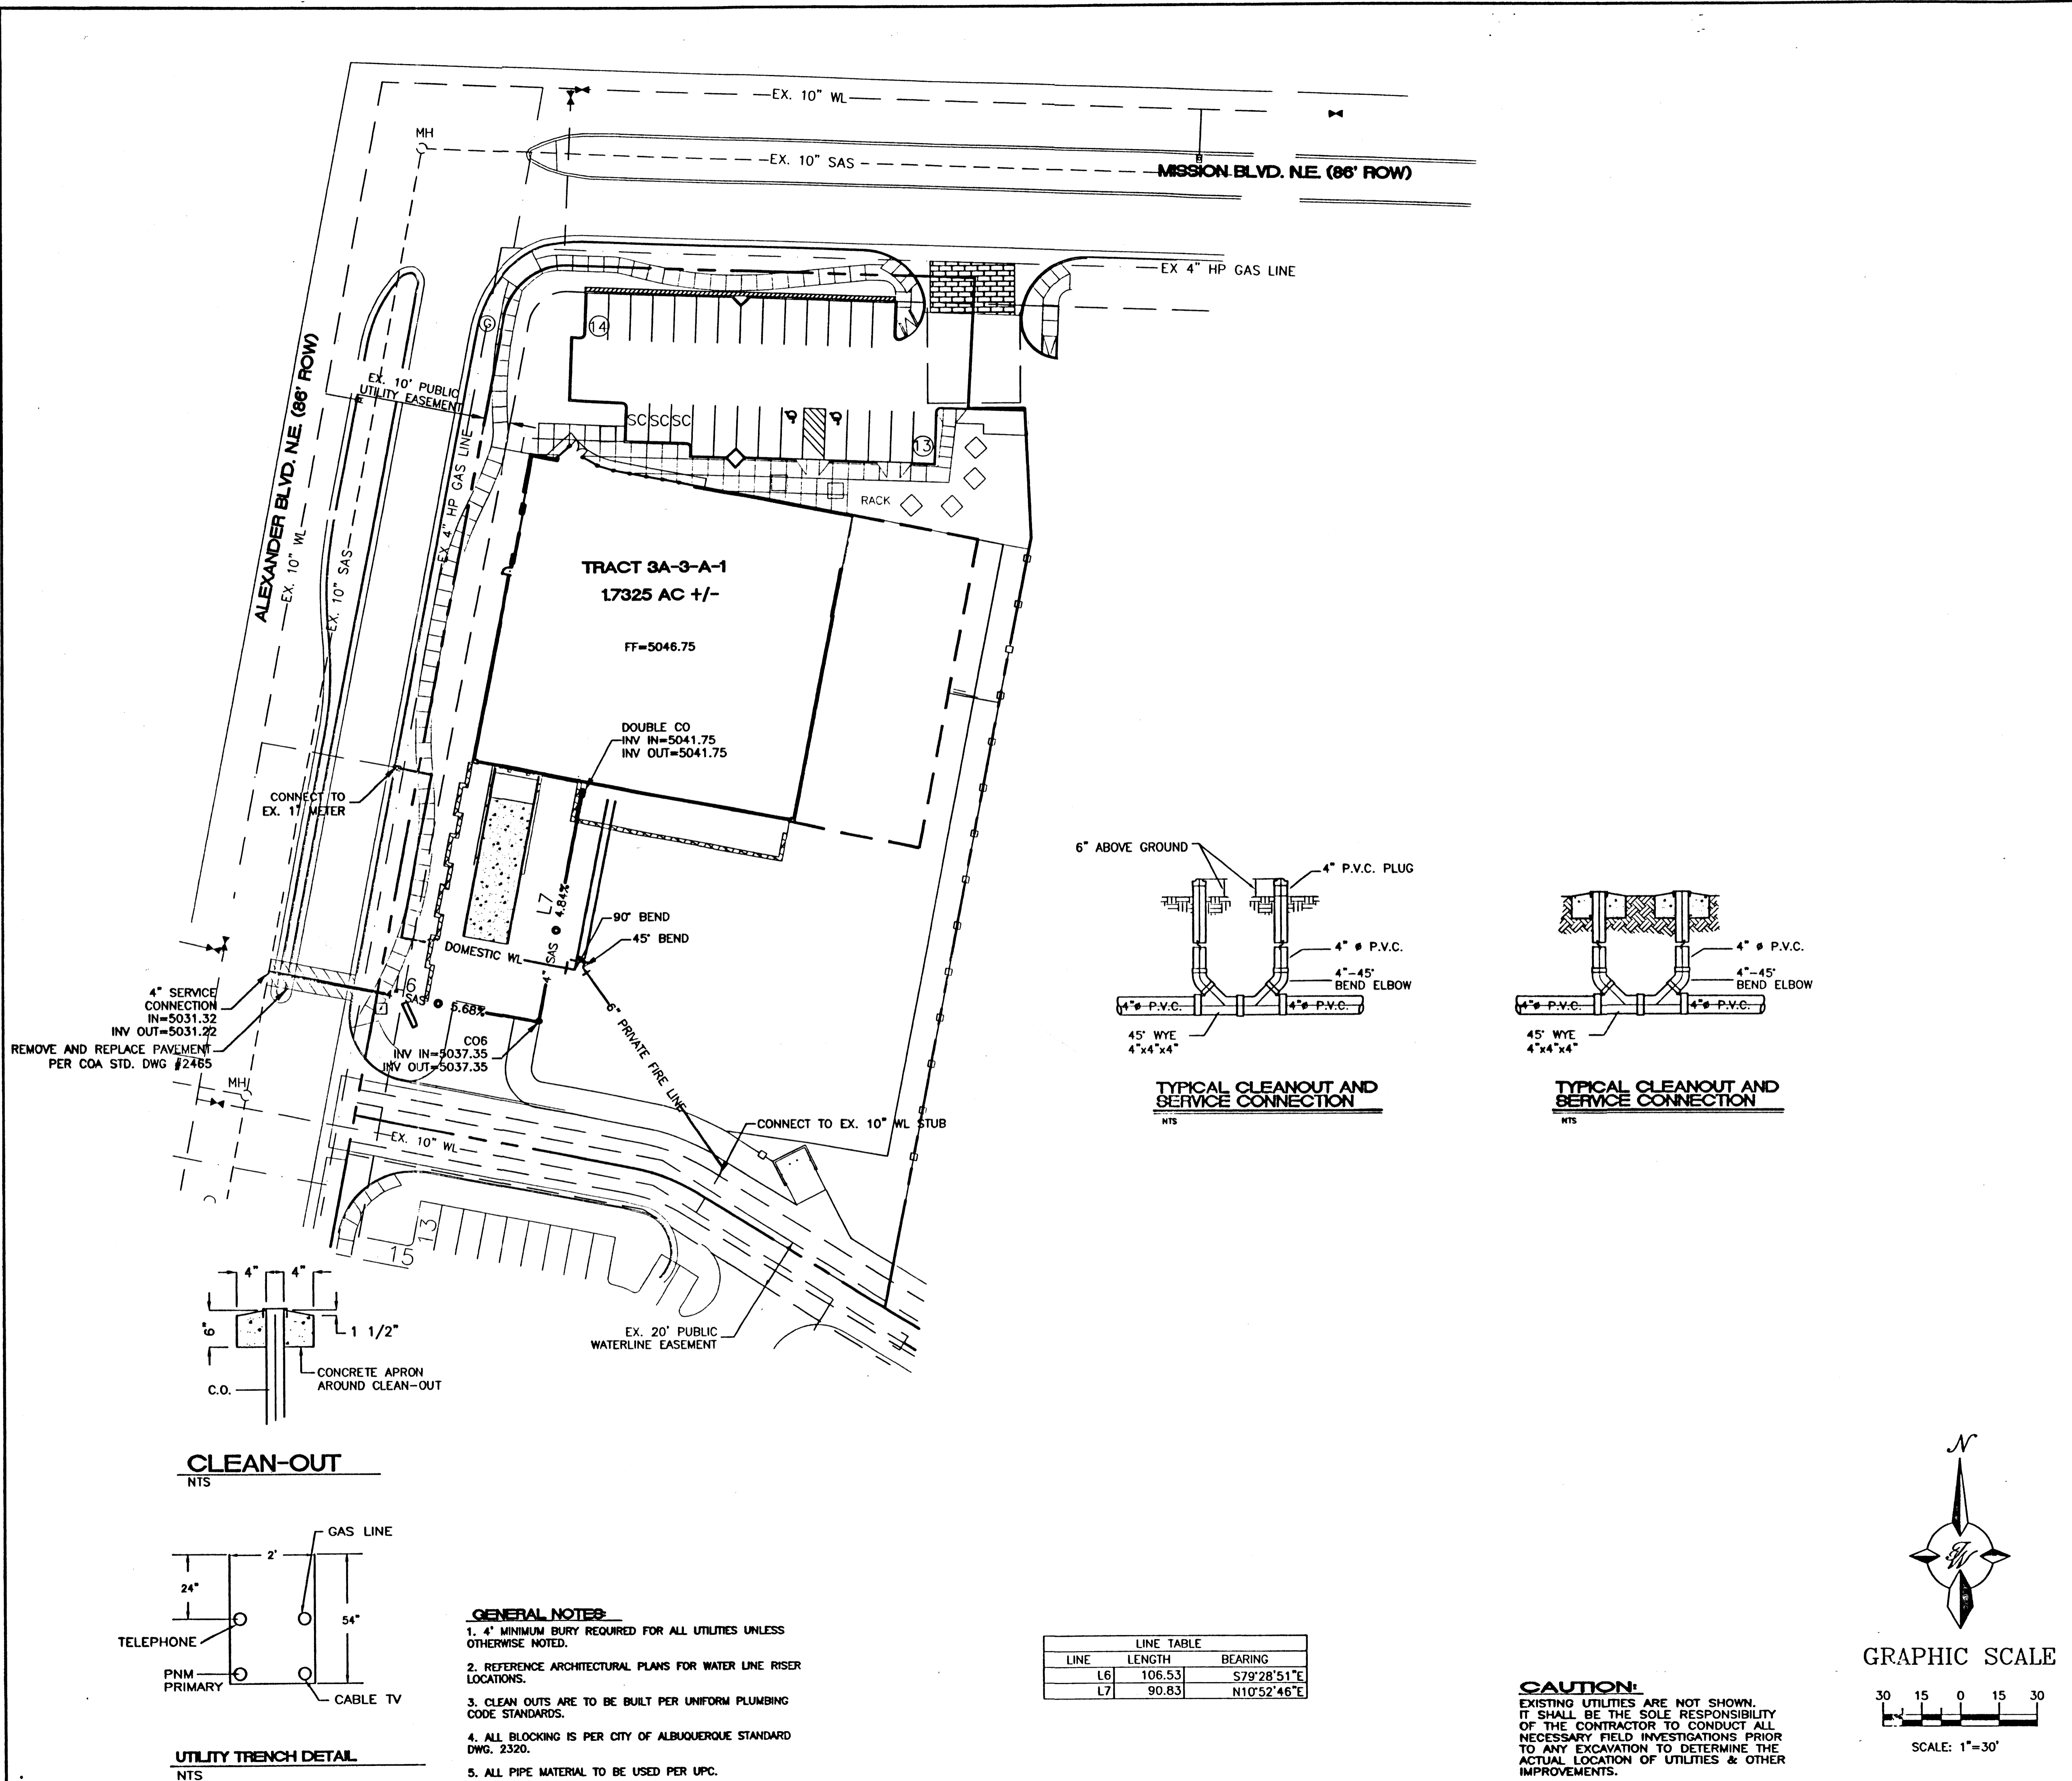 EX. 10" WL
MH
EX. 10" SAS
MISSION BLVD. N.E. (86' ROW)
EX 4" HP GAS LINE
G
14
ALEXANDER BLVD. N.E. (86' ROW)
EX. 10' PUBLIC
UTILITY EASEMENT
SC SC SC
13
EX 4" HP GAS LINE
RACK
EX. 10" WL
EX. 10" SAS
TRACT 3A-3-A-1
1.7325 AC +/-
FF=5046.75
DOUBLE CO
INV IN=5041.75
INV OUT=5041.75
CONNECT TO
EX. 1" METER
L7
4.84%
90° BEND
45° BEND
DOMESTIC WL
4" SAS
4" SERVICE
CONNECTION
IN=5031.32
INV OUT=5031.22
REMOVE AND REPLACE PAVEMENT
PER COA STD. DWG #2465
SAS
5.68%
CO6
INV IN=5037.35
INV OUT=5037.35
6" PRIVATE FIRE LINE
MH
CONNECT TO EX. 10" WL STUB
EX. 10" WL
13
15
EX. 20' PUBLIC
WATERLINE EASEMENT
6" ABOVE GROUND
4" P.V.C. PLUG
4" ø P.V.C.
4"-45°
BEND ELBOW
4"ø P.V.C.
4"ø P.V.C.
45° WYE
4"x4"x4"
TYPICAL CLEANOUT AND
SERVICE CONNECTION
NTS
4" ø P.V.C.
4"-45°
BEND ELBOW
4"ø P.V.C.
4"ø P.V.C.
45° WYE
4"x4"x4"
TYPICAL CLEANOUT AND
SERVICE CONNECTION
NTS
4" 4"
6"
1 1/2"
CONCRETE APRON
AROUND CLEAN-OUT
C.O.
CLEAN-OUT
NTS
GAS LINE
2'
24"
54"
TELEPHONE
PNM
PRIMARY
CABLE TV
UTILITY TRENCH DETAIL
NTS
GENERAL NOTES:
1. 4' MINIMUM BURY REQUIRED FOR ALL UTILITIES UNLESS
OTHERWISE NOTED.
2. REFERENCE ARCHITECTURAL PLANS FOR WATER LINE RISER
LOCATIONS.
3. CLEAN OUTS ARE TO BE BUILT PER UNIFORM PLUMBING
CODE STANDARDS.
4. ALL BLOCKING IS PER CITY OF ALBUQUERQUE STANDARD
DWG. 2320.
5. ALL PIPE MATERIAL TO BE USED PER UPC.
LINE TABLE
LINE LENGTH BEARING
L6 106.53 S79°28'51"E
L7 90.83 N10°52'46"E
CAUTION:
EXISTING UTILITIES ARE NOT SHOWN.
IT SHALL BE THE SOLE RESPONSIBILITY
OF THE CONTRACTOR TO CONDUCT ALL
NECESSARY FIELD INVESTIGATIONS PRIOR
TO ANY EXCAVATION TO DETERMINE THE
ACTUAL LOCATION OF UTILITIES & OTHER
IMPROVEMENTS.
N
GRAPHIC SCALE
30 15 0 15 30
SCALE: 1"=30'